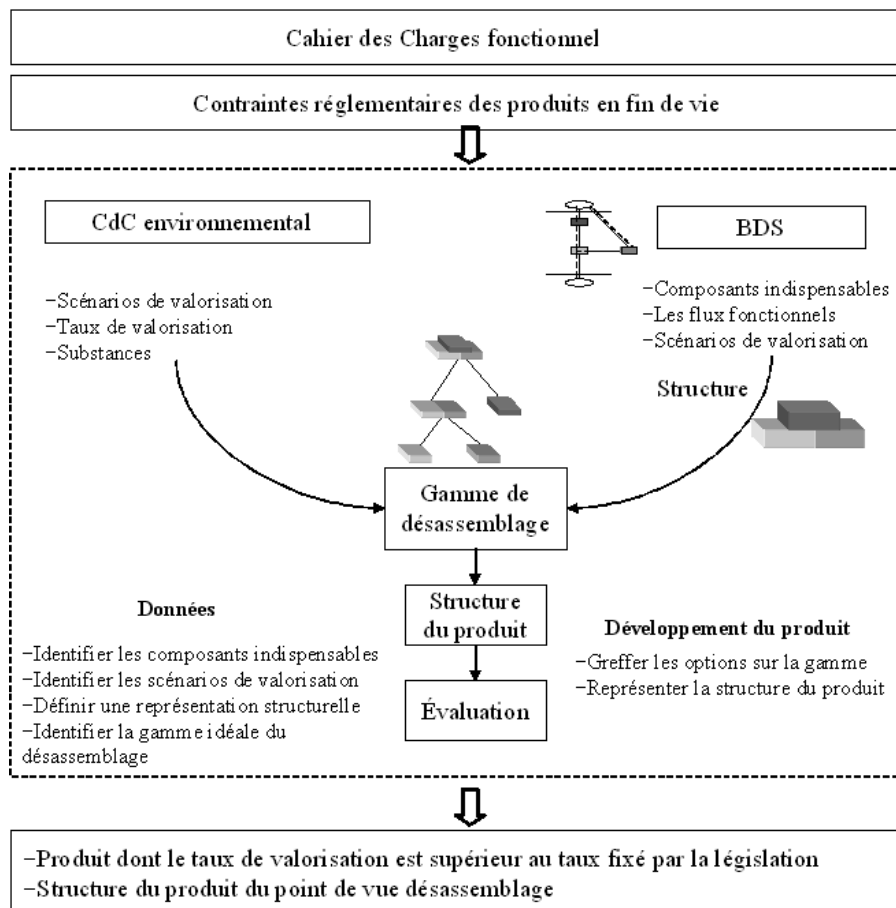 Cahier des Charges fonctionnel
Contraintes réglementaires des produits en fin de vie
CdC environnemental
BDS
−Scénarios de valorisation
−Taux de valorisation
−Substances
−Composants indispensables
−Les flux fonctionnels
−Scénarios de valorisation
Structure
Gamme de
désassemblage
Structure
du produit
Évaluation
Données
−Identifier les composants indispensables
−Identifier les scénarios de valorisation
−Définir une représentation structurelle
−Identifier la gamme idéale du
désassemblage
Développement du produit
−Greffer les options sur la gamme
−Représenter la structure du produit
−Produit dont le taux de valorisation est supérieur au taux fixé par la législation
−Structure du produit du point de vue désassemblage